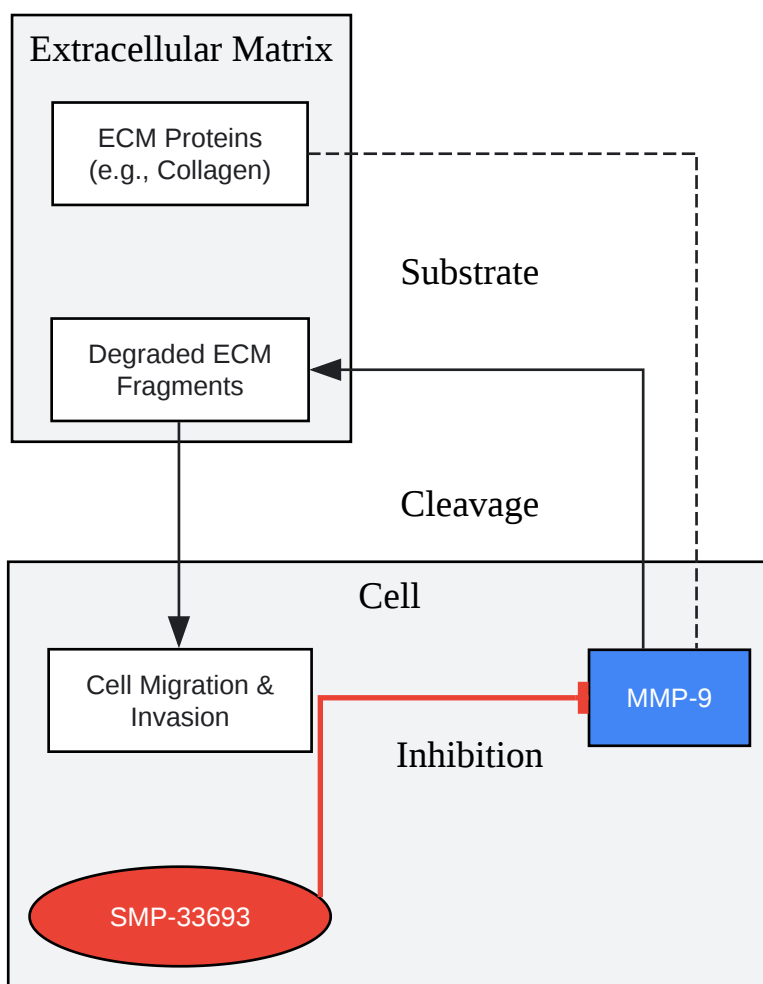 Extracellular Matrix
ECM Proteins
(e.g., Collagen)
Substrate
Degraded ECM
Fragments
Cleavage
Cell
Cell Migration &
Invasion
MMP-9
Inhibition
SMP-33693